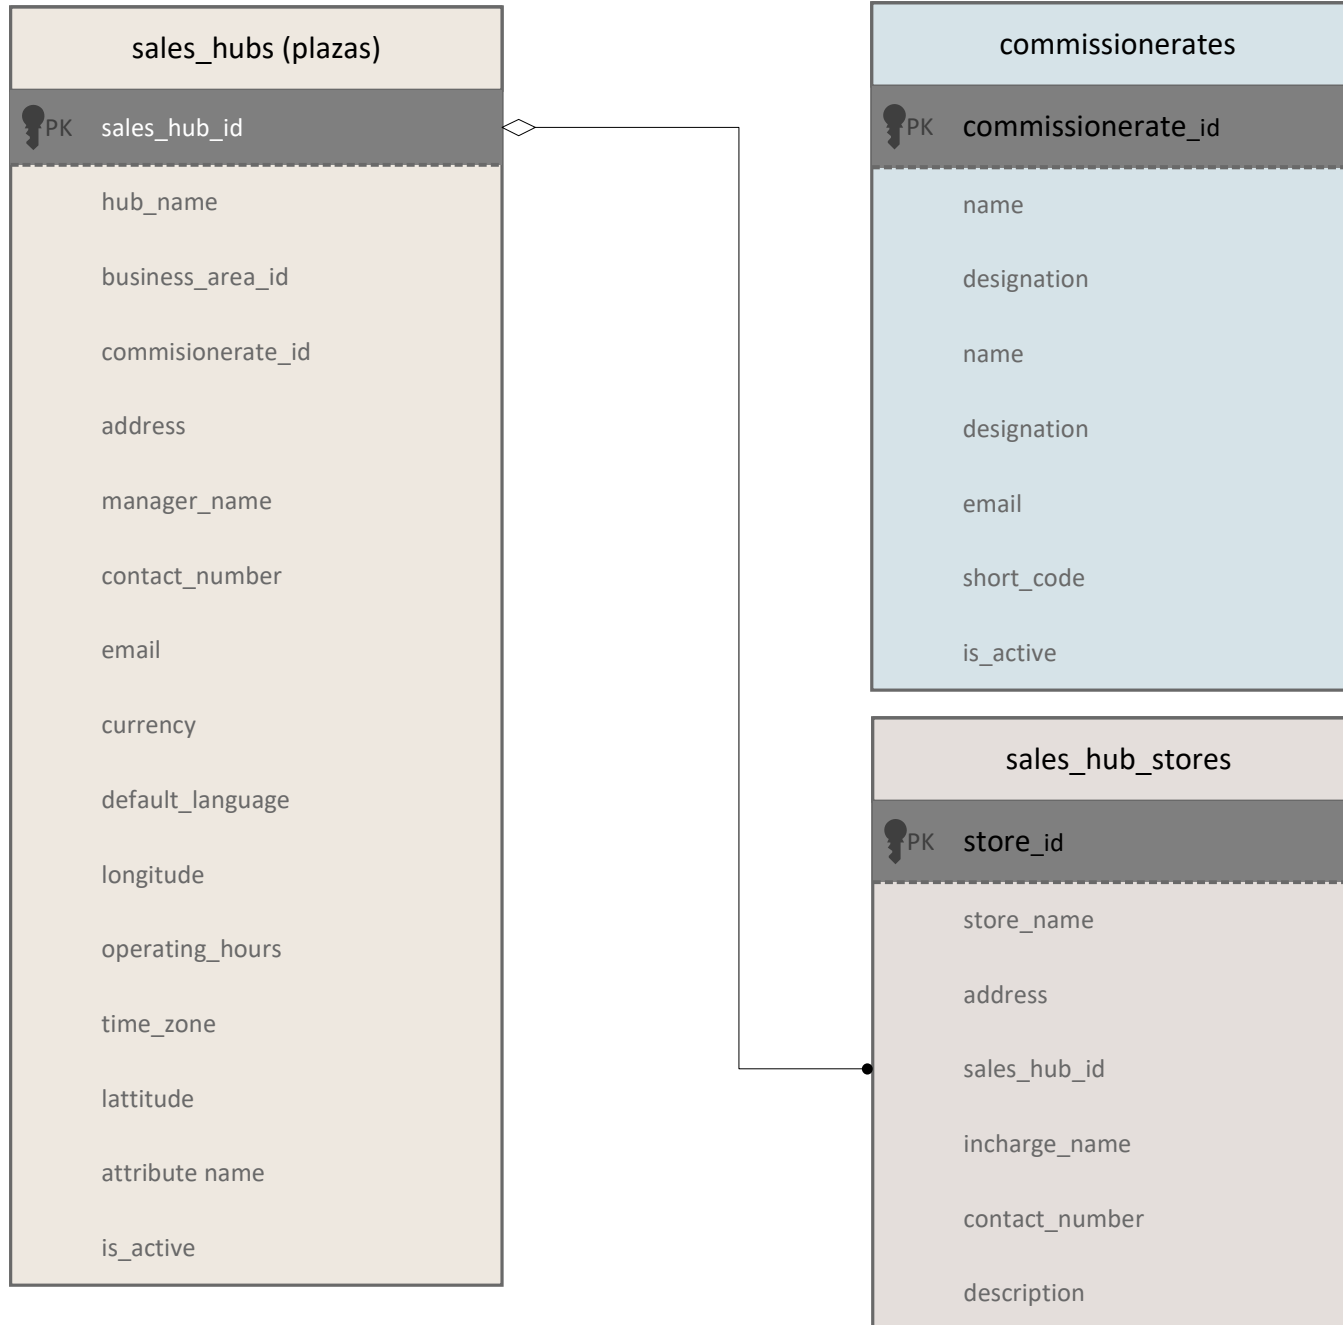 sales_hubs (plazas)
PK sales_hub_id
hub_name
business_area_id
commisionerate_id
address
manager_name
contact_number
email
currency
default_language
longitude
operating_hours
time_zone
lattitude
attribute name
is_active
commissionerates
PK commissionerate_id
name
designation
name
designation
email
short_code
is_active
sales_hub_stores
PK store_id
store_name
address
sales_hub_id
incharge_name
contact_number
description